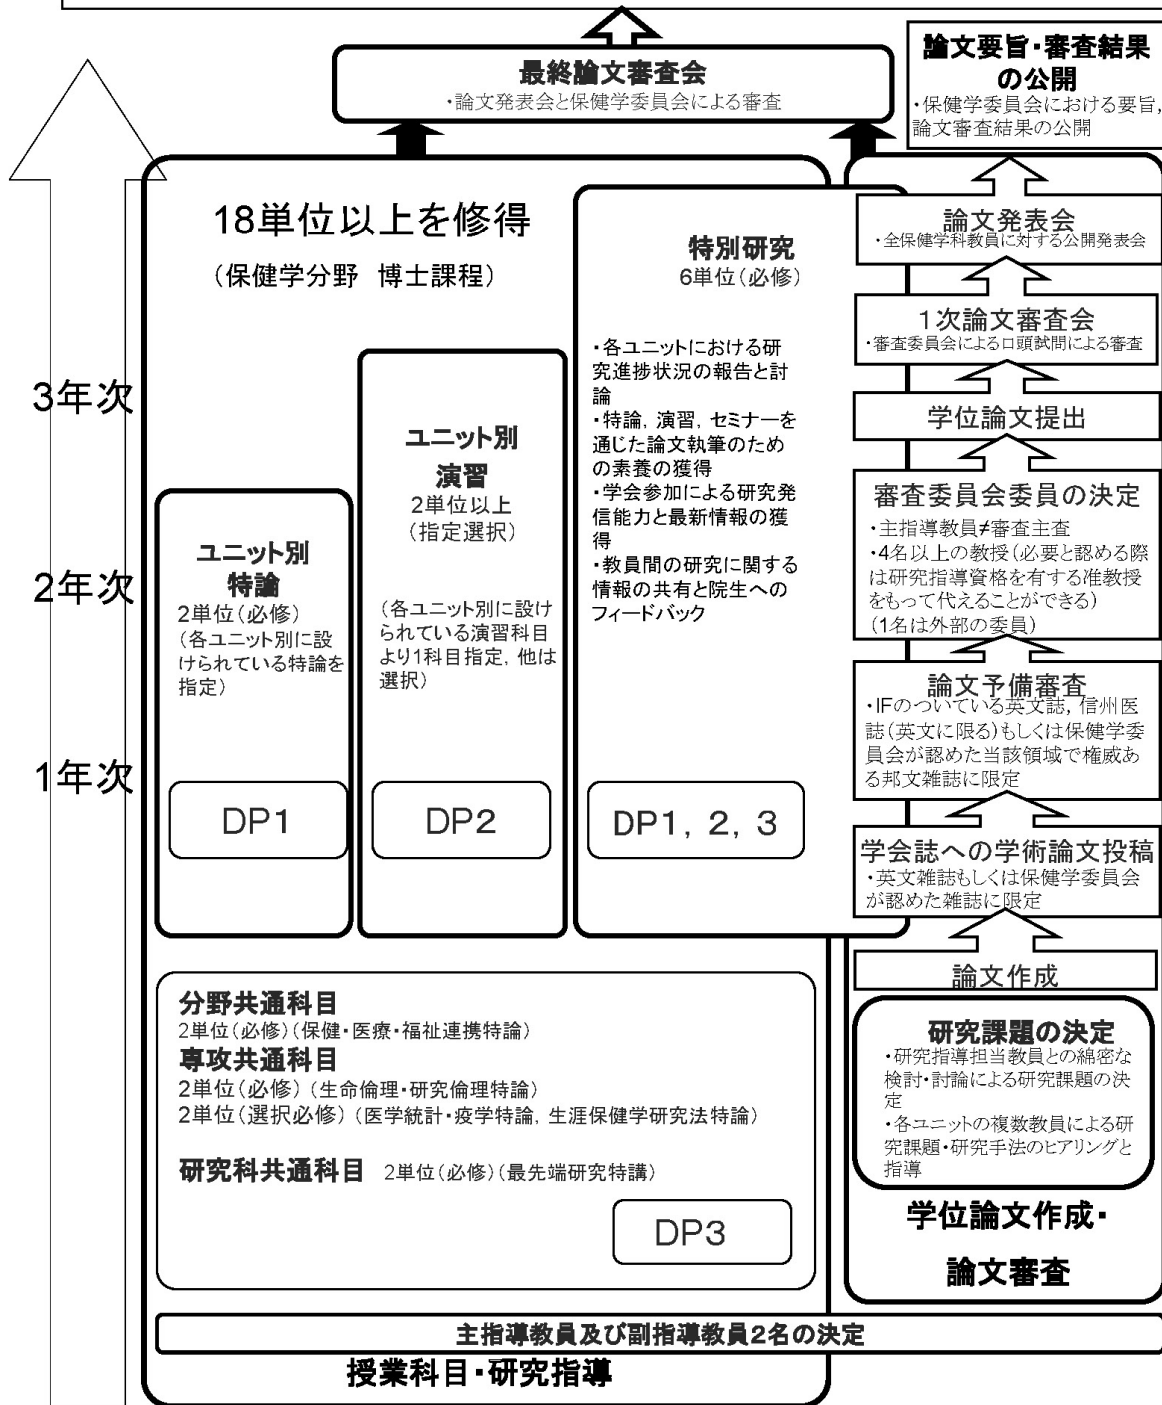 最終論文審査会
・論文発表会と保健学委員会による審査
論文要旨・審査結果
の公開
・保健学委員会における要旨,
論文審査結果の公開
18単位以上を修得
（保健学分野　博士課程）
3年次
2年次
1年次
ユニット別
特論
2単位（必修）
（各ユニット別に設
けられている特論を
指定）
DP1
ユニット別
演習
2単位以上
（指定選択）
（各ユニット別に設け
られている演習科目
より1科目指定, 他は
選択）
DP2
特別研究
6単位（必修）
・各ユニットにおける研
究進捗状況の報告と討
論
・特論, 演習, セミナーを
通じた論文執筆のため
の素養の獲得
・学会参加による研究発
信能力と最新情報の獲
得
・教員間の研究に関する
情報の共有と院生への
フィードバック
DP1, 2, 3
分野共通科目
2単位（必修）（保健・医療・福祉連携特論）
専攻共通科目
2単位（必修）（生命倫理・研究倫理特論）
2単位（選択必修）（医学統計・疫学特論, 生涯保健学研究法特論）
研究科共通科目　2単位（必修）（最先端研究特講）
DP3
論文発表会
・全保健学科教員に対する公開発表会
1次論文審査会
・審査委員会による口頭試問による審査
学位論文提出
審査委員会委員の決定
・主指導教員≠審査主査
・4名以上の教授（必要と認める際
は研究指導資格を有する准教授
をもって代えることができる）
（1名は外部の委員）
論文予備審査
・IFのついている英文誌, 信州医
誌（英文に限る）もしくは保健学委
員会が認めた当該領域で権威あ
る邦文雑誌に限定
学会誌への学術論文投稿
・英文雑誌もしくは保健学委員会
が認めた雑誌に限定
論文作成
研究課題の決定
・研究指導担当教員との綿密な
検討・討論による研究課題の決
定
・各ユニットの複数教員による研
究課題・研究手法のヒアリングと
指導
学位論文作成・
論文審査
主指導教員及び副指導教員2名の決定
授業科目・研究指導